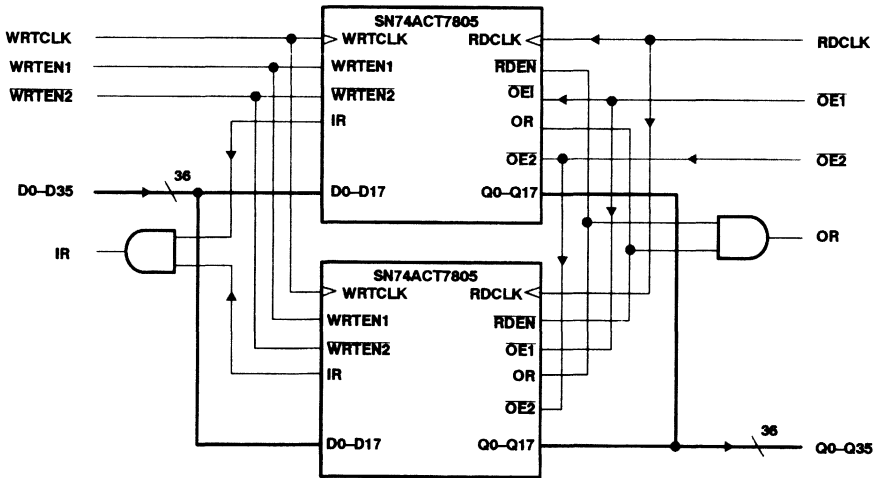 SN74ACT7805
WRTCLK
WRTCLK
RDCLK
RDCLK
WRTEN1
WRTEN1
RDEN
WRTEN2
WRTEN2
OEI
OE1
IR
OR
OE2
OE2
36
D0–D35
D0–D17
Q0–Q17
IR
OR
SN74ACT7805
WRTCLK
RDCLK
WRTEN1
RDEN
WRTEN2
OE1
IR
OR
OE2
36
D0–D17
Q0–Q17
Q0–Q35